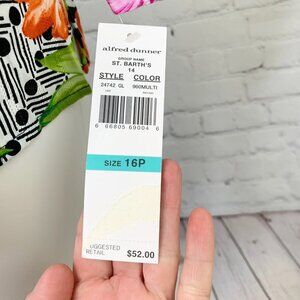 alfred dunner
GROUP NAME
ST. BARTH'S
14
STYLE COLOR
24742 GL 960MULTI
6 66805 69004 6
SIZE 16P
UGGESTED
RETAIL $52.00